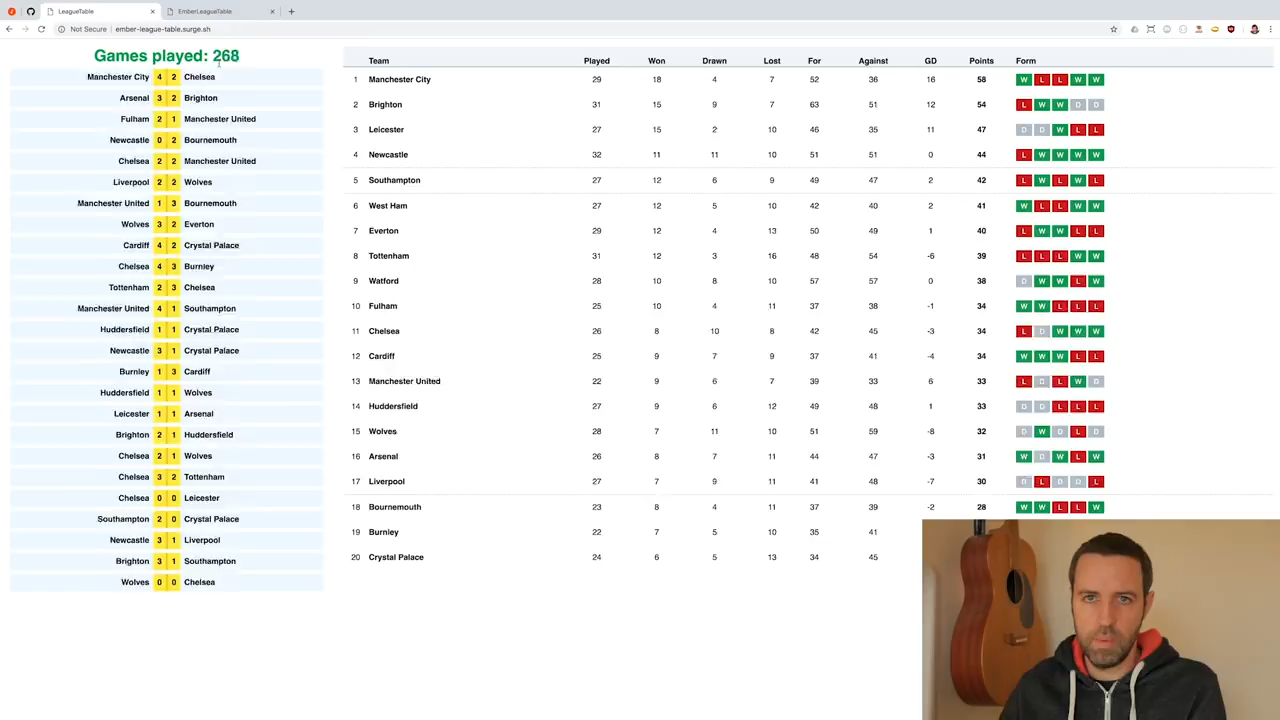 LeagueTable
EmberLeagueTable
Not Secure | ember-league-table.surge.sh
Games played: 268
Manchester City 4 2 Chelsea
Arsenal 3 2 Brighton
Fulham 2 1 Manchester United
Newcastle 0 2 Bournemouth
Chelsea 2 2 Manchester United
Liverpool 2 2 Wolves
Manchester United 1 3 Bournemouth
Wolves 3 2 Everton
Cardiff 4 2 Crystal Palace
Chelsea 4 3 Burnley
Tottenham 2 3 Chelsea
Manchester United 4 1 Southampton
Huddersfield 1 1 Crystal Palace
Newcastle 3 1 Crystal Palace
Burnley 1 3 Cardiff
Huddersfield 1 1 Wolves
Leicester 1 1 Arsenal
Brighton 2 1 Huddersfield
Chelsea 2 1 Wolves
Chelsea 3 2 Tottenham
Chelsea 0 0 Leicester
Southampton 2 0 Crystal Palace
Newcastle 3 1 Liverpool
Brighton 3 1 Southampton
Wolves 0 0 Chelsea
Team Played Won Drawn Lost For Against GD Points Form
1 Manchester City 29 18 4 7 52 36 16 58 W L L W W
2 Brighton 31 15 9 7 63 51 12 54 L W W D D
3 Leicester 27 15 2 10 46 35 11 47 D D W L L
4 Newcastle 32 11 11 10 51 51 0 44 L W W W W
5 Southampton 27 12 6 9 49 47 2 42 L W L W L
6 West Ham 27 12 5 10 42 40 2 41 W L L W W
7 Everton 29 12 4 13 50 49 1 40 L L W L L
8 Tottenham 31 12 3 16 48 54 -6 39 L L L W W
9 Watford 28 10 8 10 57 57 0 38 D W W L W
10 Fulham 25 10 4 11 37 38 -1 34 W W L L L
11 Chelsea 26 8 10 8 42 45 -3 34 L D W W W
12 Cardiff 25 9 7 9 37 41 -4 34 W W W L L
13 Manchester United 22 9 6 7 39 33 6 33 L D L W D
14 Huddersfield 27 9 6 12 49 48 1 33 D D L L L
15 Wolves 28 7 11 10 51 59 -8 32 D W D L D
16 Arsenal 26 8 7 11 44 47 -3 31 W D W L W
17 Liverpool 27 7 9 11 41 48 -7 30 D L D D L
18 Bournemouth 23 8 4 11 37 39 -2 28 W W L L W
19 Burnley 22 7 5 10 35 41
20 Crystal Palace 24 6 5 13 34 45